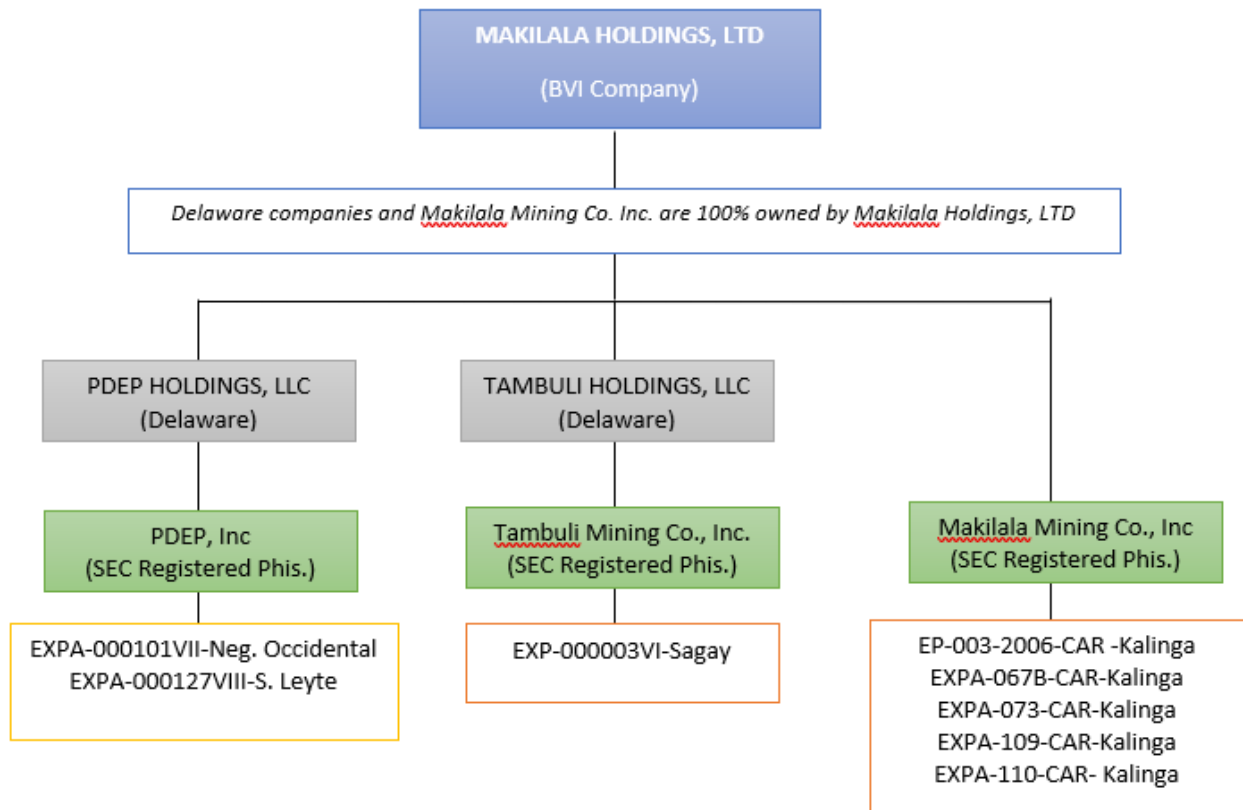 MAKILALA HOLDINGS, LTD
(BVI Company)
Delaware companies and Makilala Mining Co. Inc. are 100% owned by Makilala Holdings, LTD
PDEP HOLDINGS, LLC
(Delaware)
TAMBULI HOLDINGS, LLC
(Delaware)
PDEP, Inc
(SEC Registered Phis.)
Tambuli Mining Co., Inc.
(SEC Registered Phis.)
Makilala Mining Co., Inc
(SEC Registered Phis.)
EXPA-000101VII-Neg. Occidental
EXPA-000127VIII-S. Leyte
EXP-000003VI-Sagay
EP-003-2006-CAR -Kalinga
EXPA-067B-CAR-Kalinga
EXPA-073-CAR-Kalinga
EXPA-109-CAR-Kalinga
EXPA-110-CAR- Kalinga